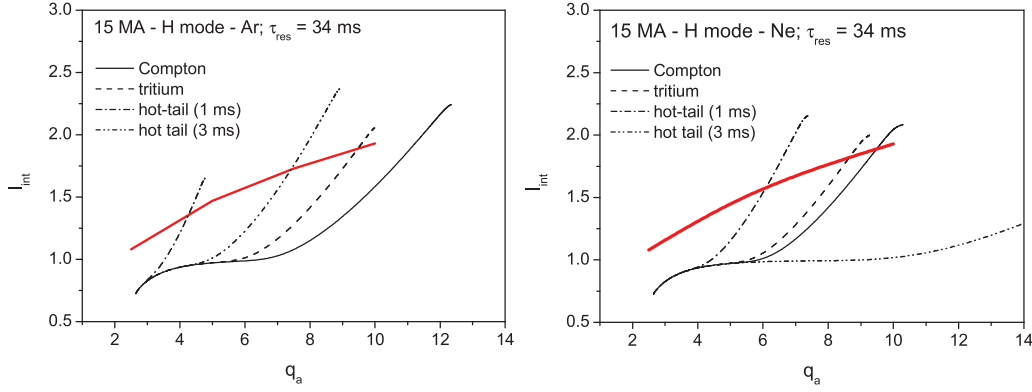 15 MA - H mode - Ar; τres = 34 ms
Compton
tritium
hot-tail (1 ms)
hot tail (3 ms)
3.0
2.5
2.0
1.5
1.0
0.5
lint
2 4 6 8 10 12 14
qa
15 MA - H mode - Ne; τres = 34 ms
Compton
tritium
hot-tail (1 ms)
hot tail (3 ms)
3.0
2.5
2.0
1.5
1.0
0.5
lint
2 4 6 8 10 12 14
qa